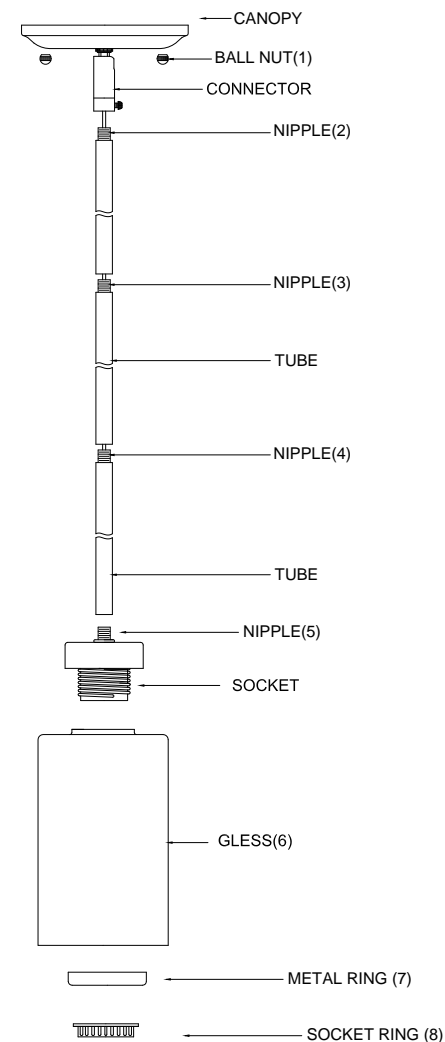 CANOPY
BALL NUT(1)
CONNECTOR
NIPPLE(2)
NIPPLE(3)
TUBE
NIPPLE(4)
TUBE
NIPPLE(5)
SOCKET
GLESS(6)
METAL RING (7)
SOCKET RING (8)